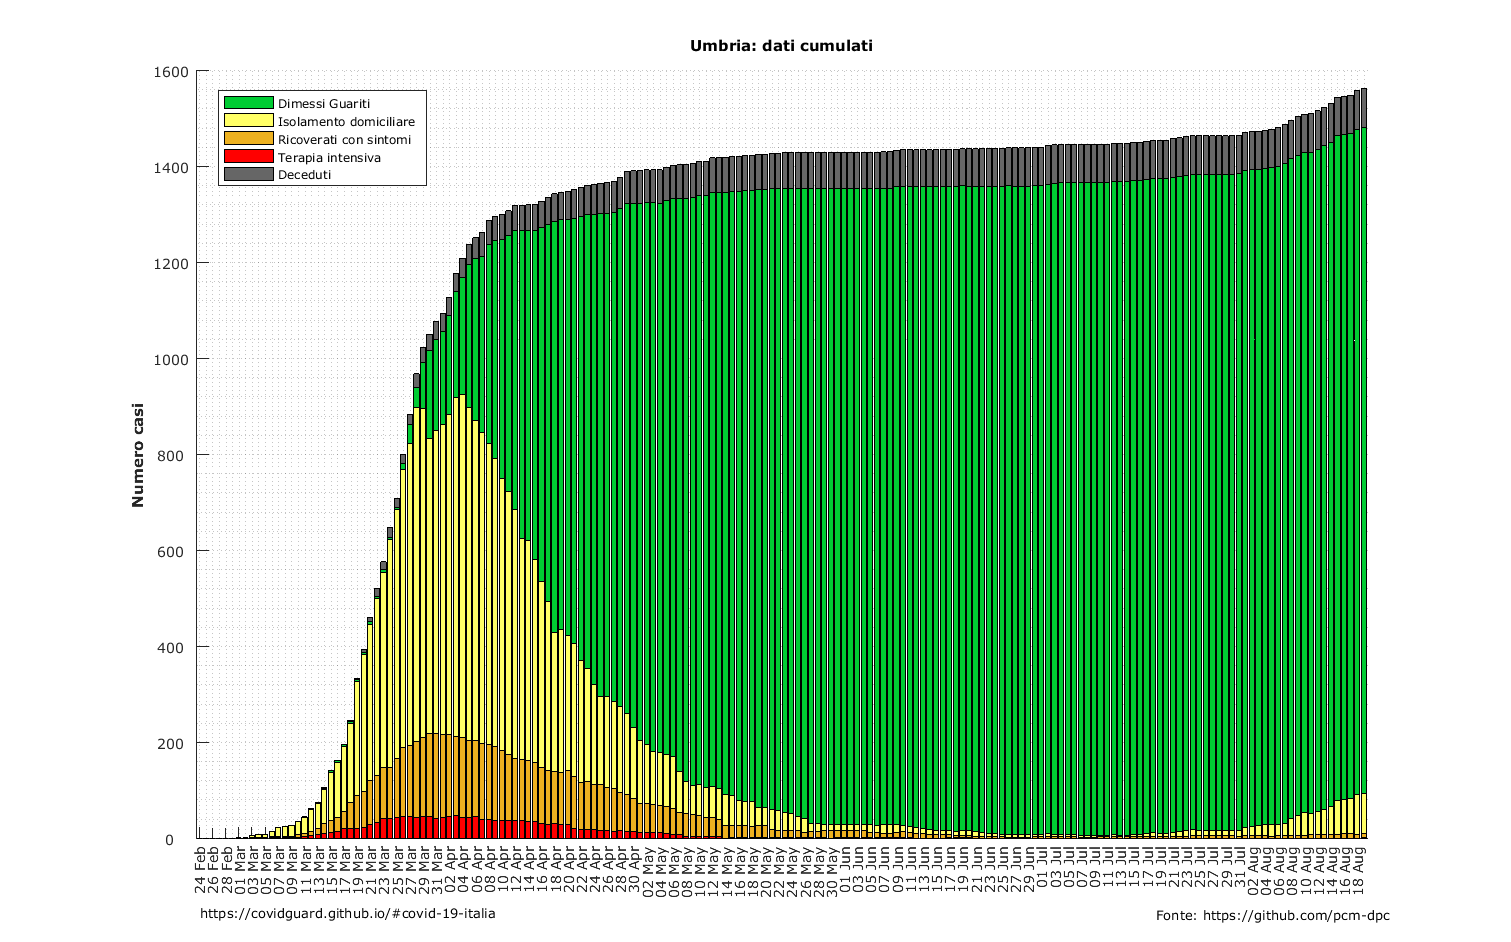 Umbria: dati cumulati
1600
1400
1200
1000
800
600
400
200
0
Numero casi
Dimessi Guariti
Isolamento domiciliare
Ricoverati con sintomi
Terapia intensiva
Deceduti
24 Feb
26 Feb
28 Feb
01 Mar
03 Mar
05 Mar
07 Mar
09 Mar
11 Mar
13 Mar
15 Mar
17 Mar
19 Mar
21 Mar
23 Mar
25 Mar
27 Mar
29 Mar
31 Mar
02 Apr
04 Apr
06 Apr
08 Apr
10 Apr
12 Apr
14 Apr
16 Apr
18 Apr
20 Apr
22 Apr
24 Apr
26 Apr
28 Apr
30 Apr
02 May
04 May
06 May
08 May
10 May
12 May
14 May
16 May
18 May
20 May
22 May
24 May
26 May
28 May
30 May
01 Jun
03 Jun
05 Jun
07 Jun
09 Jun
11 Jun
13 Jun
15 Jun
17 Jun
19 Jun
21 Jun
23 Jun
25 Jun
27 Jun
29 Jun
01 Jul
03 Jul
05 Jul
07 Jul
09 Jul
11 Jul
13 Jul
15 Jul
17 Jul
19 Jul
21 Jul
23 Jul
25 Jul
27 Jul
29 Jul
31 Jul
02 Aug
04 Aug
06 Aug
08 Aug
10 Aug
12 Aug
14 Aug
16 Aug
18 Aug
https://covidguard.github.io/#covid-19-italia
Fonte: https://github.com/pcm-dpc